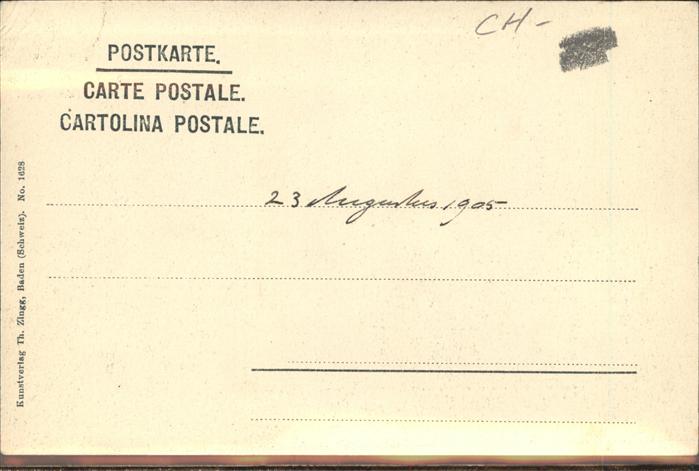 CH-
POSTKARTE.
CARTE POSTALE.
CARTOLINA POSTALE.
23 Augustus 1905
Kunstverlag Th. Zingg, Baden (Schweiz). No. 1628